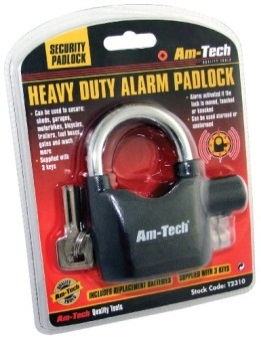 SECURITY
PADLOCK
Am-Tech
QUALITY TOOLS
HEAVY DUTY ALARM PADLOCK
• Can be used to secure:
sheds, garages,
motorbikes, bicycles,
trailers, tool boxes,
gates and much
more
• Supplied with
3 keys
• Alarm activated if the
lock is moved, touched
or knocked
• Can be used alarmed or
unalarmed
Am-Tech
INCLUDES REPLACEMENT BATTERIES
SUPPLIED WITH 3 KEYS
Am-Tech Quality Tools
Stock Code: T2310